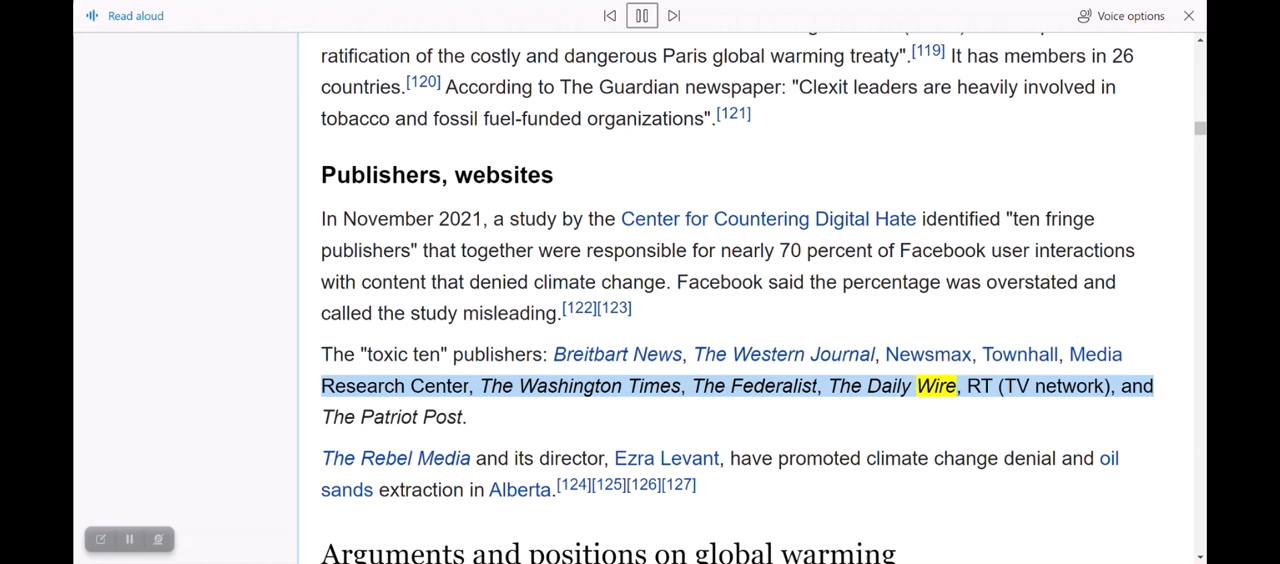 Read aloud
Voice options
ratification of the costly and dangerous Paris global warming treaty".[119] It has members in 26
countries.[120] According to The Guardian newspaper: "Clexit leaders are heavily involved in
tobacco and fossil fuel-funded organizations".[121]
Publishers, websites
In November 2021, a study by the Center for Countering Digital Hate identified "ten fringe
publishers" that together were responsible for nearly 70 percent of Facebook user interactions
with content that denied climate change. Facebook said the percentage was overstated and
called the study misleading.[122][123]
The "toxic ten" publishers: Breitbart News, The Western Journal, Newsmax, Townhall, Media
Research Center, The Washington Times, The Federalist, The Daily Wire, RT (TV network), and
The Patriot Post.
The Rebel Media and its director, Ezra Levant, have promoted climate change denial and oil
sands extraction in Alberta.[124][125][126][127]
Arguments and positions on global warming